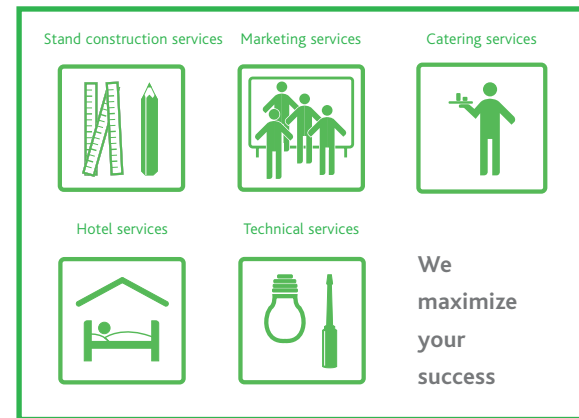 Stand construction services
Marketing services
Catering services
Hotel services
Technical services
We
maximize
your
success